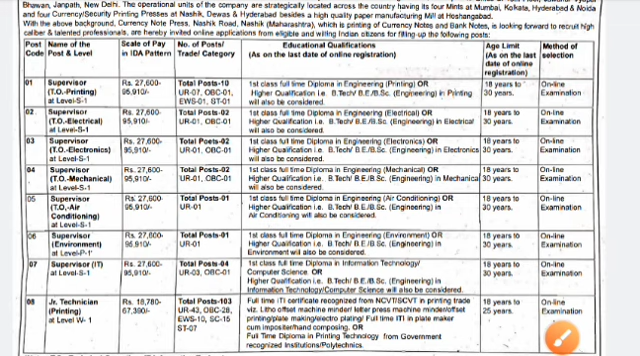 Bhawan, Janpath, New Delhi. The operational units of the company are strategically located across the country having its four Mints at Mumbai, Kolkata, Hyderabad & Noida
and four Currency/Security Printing Presses at Nashik, Dewas & Hyderabad besides a high quality paper manufacturing Mill at Hoshangabad.
With the above background, Currency Note Press, Nashik Road, Nashik (Maharashtra), which is printing of Currency Notes and Bank Notes, is looking forward to recruit high
caliber & talented professionals, are hereby invited online applications from eligible and willing Indian citizens for filling up the following posts:
Post Code
Name of the Post & Level
Scale of Pay in IDA Pattern
No. of Posts/ Trade/ Category
Educational Qualifications (As on the last date of online registration)
Age Limit (As on the last date of online registration)
Method of selection
01 Supervisor (T.O.-Printing) at Level-S-1
Rs. 27,600- 95,910/-
Total Posts-10 UR-07, OBC-01, EWS-01, ST-01
1st class full time Diploma in Engineering (Printing) OR
Higher Qualification i.e. B.Tech/ B.E./B.Sc. (Engineering) in Printing
will also be considered.
18 years to 30 years.
On-line Examination
02 Supervisor (T.O.-Electrical) at Level-S-1
Rs. 27,600- 95,910/-
Total Posts-02 UR-01, OBC-01
1st class full time Diploma in Engineering (Electrical) OR
Higher Qualification i.e. B.Tech/ B.E./B.Sc. (Engineering) in Electrical
will also be considered.
18 years to 30 years.
On-line Examination
03 Supervisor (T.O.-Electronics) at Level-S-1
Rs. 27,600- 95,910/-
Total Posts-02 UR-01, OBC-01
1st class full time Diploma in Engineering (Electronics) OR
Higher Qualification i.e. B.Tech/ B.E./B.Sc. (Engineering) in Electronics
will also be considered.
18 years to 30 years.
On-line Examination
04 Supervisor (T.O.-Mechanical) at Level-S-1
Rs. 27,600- 95,910/-
Total Posts-02 UR-01, OBC-01
1st class full time Diploma in Engineering (Mechanical) OR
Higher Qualification i.e. B.Tech/ B.E./B.Sc. (Engineering) in Mechanical
will also be considered.
18 years to 30 years.
On-line Examination
05 Supervisor (T.O.-Air Conditioning) at Level-S-1
Rs. 27,600- 95,910/-
Total Posts-01 UR-01
1st class full time Diploma in Engineering (Air Conditioning) OR
Higher Qualification i.e. B.Tech/ B.E./B.Sc. (Engineering) in
Air Conditioning will also be considered.
18 years to 30 years.
On-line Examination
06 Supervisor (Environment) at Level-P-1'
Rs. 27,600- 95,910/-
Total Posts-01 UR-01
1st class full time Diploma in Engineering (Environment) OR
Higher Qualification i.e. B.Tech/ B.E./B.Sc. (Engineering) in
Environment will also be considered.
18 years to 30 years.
On-line Examination
07 Supervisor (IT) at Level-S-1
Rs. 27,600- 95,910/-
Total Posts-04 UR-03, OBC-01
1st class full time Diploma in Information Technology/
Computer Science OR
Higher Qualification i.e. B.Tech/ B.E./B.Sc. (Engineering) in
Information Technology/Computer Science will also be considered.
18 years to 30 years.
On-line Examination
08 Jr. Technician (Printing) at Level W- 1
Rs. 18,780- 67,390/-
Total Posts-103 UR-43, OBC-28, EWS-10, SC-15 ST-07
Full time ITI certificate recognized from NCVT/SCVT in printing trade
viz. Litho offset machine minder/ letter press machine minder/offset
printing/plate making/electro plating/ Full time ITI in plate maker
cum impositer/hand composing. OR
Full Time Diploma in Printing Technology from Government
recognized Institutions/Polytechnics.
18 years to 25 years.
On-line Examination